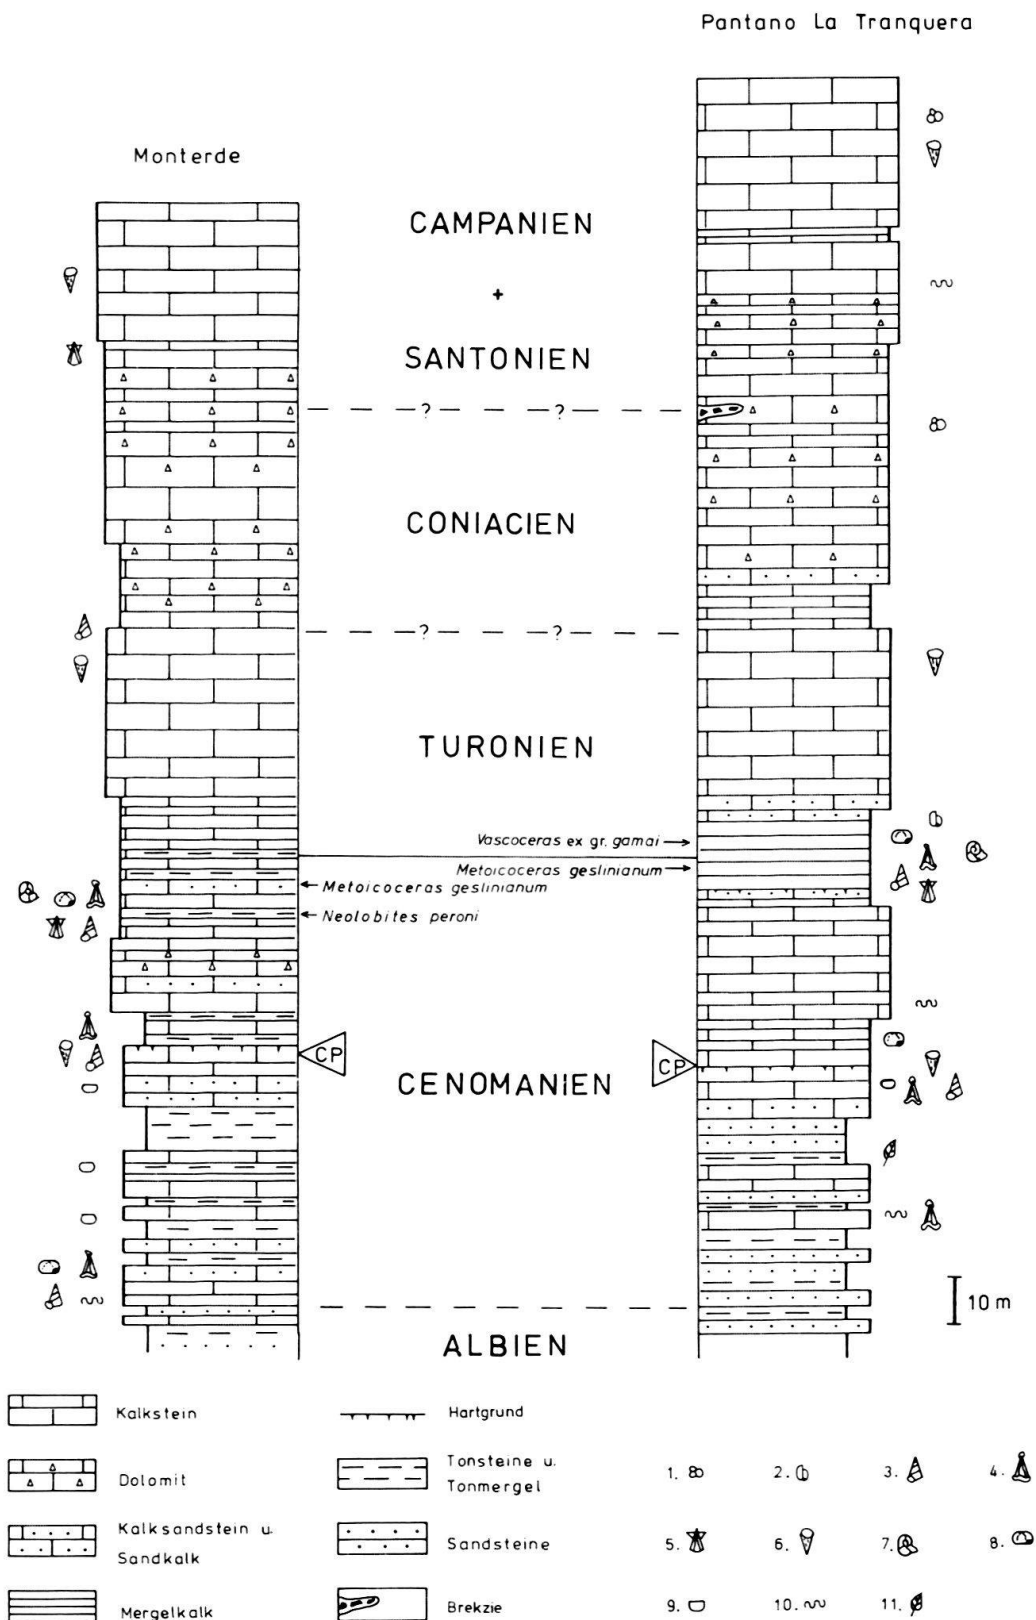 Pantano La Tranquera
Monterde
CAMPANIEN
+
SANTONIEN
— — —?— — —?— — —
CONIACIEN
— — —?— — —?— — —
TURONIEN
Vascoceras ex gr. gamai
Metoicoceras geslinianum
Metoicoceras geslinianum
Neolobites peroni
CP
CP
CENOMANIEN
10 m
ALBIEN
Kalkstein
Hartgrund
Dolomit
Tonsteine u.
Tonmergel
1.
2.
3.
4.
Kalksandstein u.
Sandkalk
Sandsteine
5.
6.
7.
8.
Mergelkalk
Brekzie
9.
10.
11.